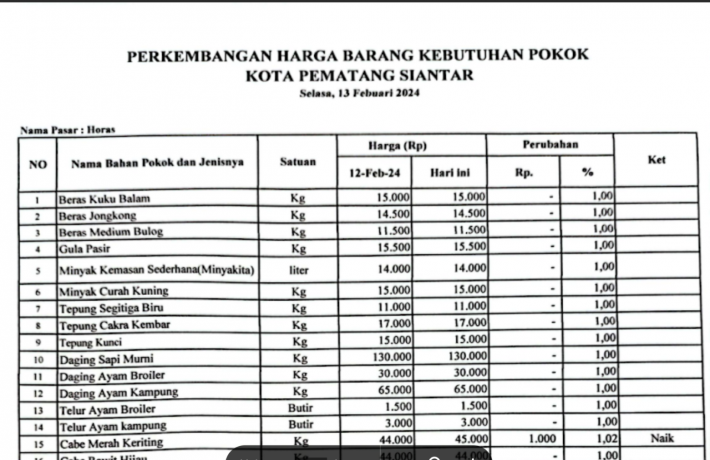 PERKEMBANGAN HARGA BARANG KEBUTUHAN POKOK
KOTA PEMATANG SIANTAR
Selasa, 13 Febuari 2024
Nama Pasar : Horas
NO Nama Bahan Pokok dan Jenisnya Satuan Harga (Rp) Perubahan Ket
12-Feb-24 Hari ini Rp. %
1 Beras Kuku Balam Kg 15.000 15.000 - 1,00
2 Beras Jongkong Kg 14.500 14.500 - 1,00
3 Beras Medium Bulog Kg 11.500 11.500 - 1,00
4 Gula Pasir Kg 15.500 15.500 - 1,00
5 Minyak Kemasan Sederhana(Minyakita) liter 14.000 14.000 - 1,00
6 Minyak Curah Kuning Kg 15.000 15.000 - 1,00
7 Tepung Segitiga Biru Kg 11.000 11.000 - 1,00
8 Tepung Cakra Kembar Kg 17.000 17.000 - 1,00
9 Tepung Kunci Kg 15.000 15.000 - 1,00
10 Daging Sapi Murni Kg 130.000 130.000 - 1,00
11 Daging Ayam Broiler Kg 30.000 30.000 - 1,00
12 Daging Ayam Kampung Kg 65.000 65.000 - 1,00
13 Telur Ayam Broiler Butir 1.500 1.500 - 1,00
14 Telur Ayam kampung Butir 3.000 3.000 - 1,00
15 Cabe Merah Keriting Kg 44.000 45.000 1.000 1,02 Naik
Kg 44.000 44.000 - 1,00